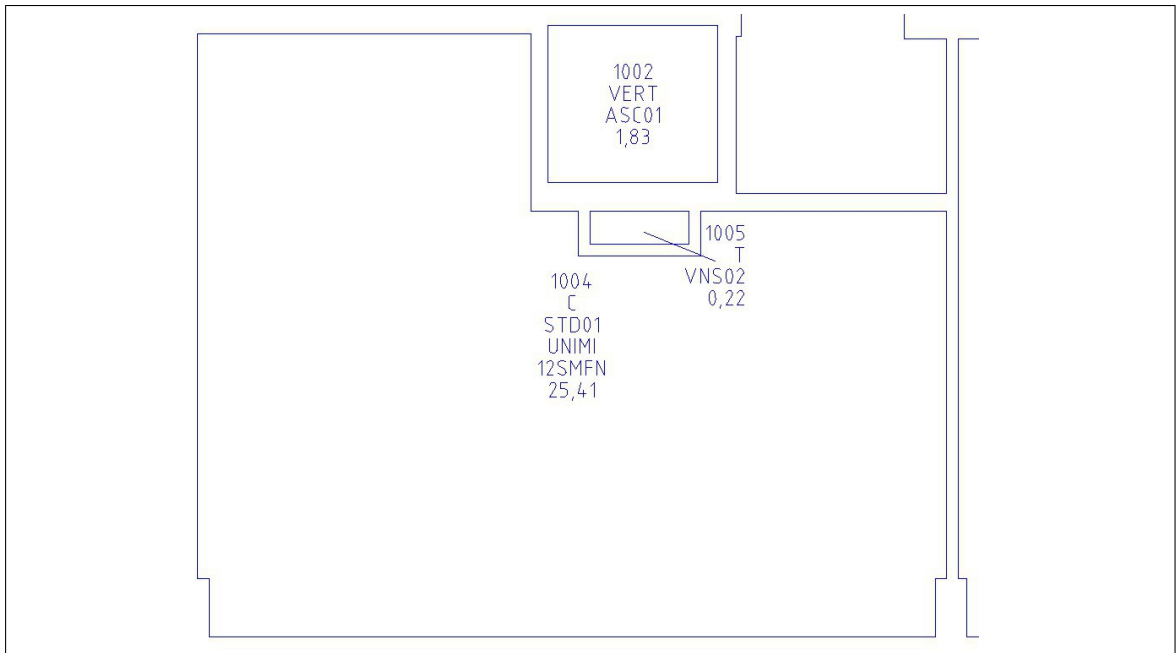 1002
VERT
ASC01
1,83
1005
T
VNS02
0,22
1004
C
STD01
UNIMI
12SMFN
25,41